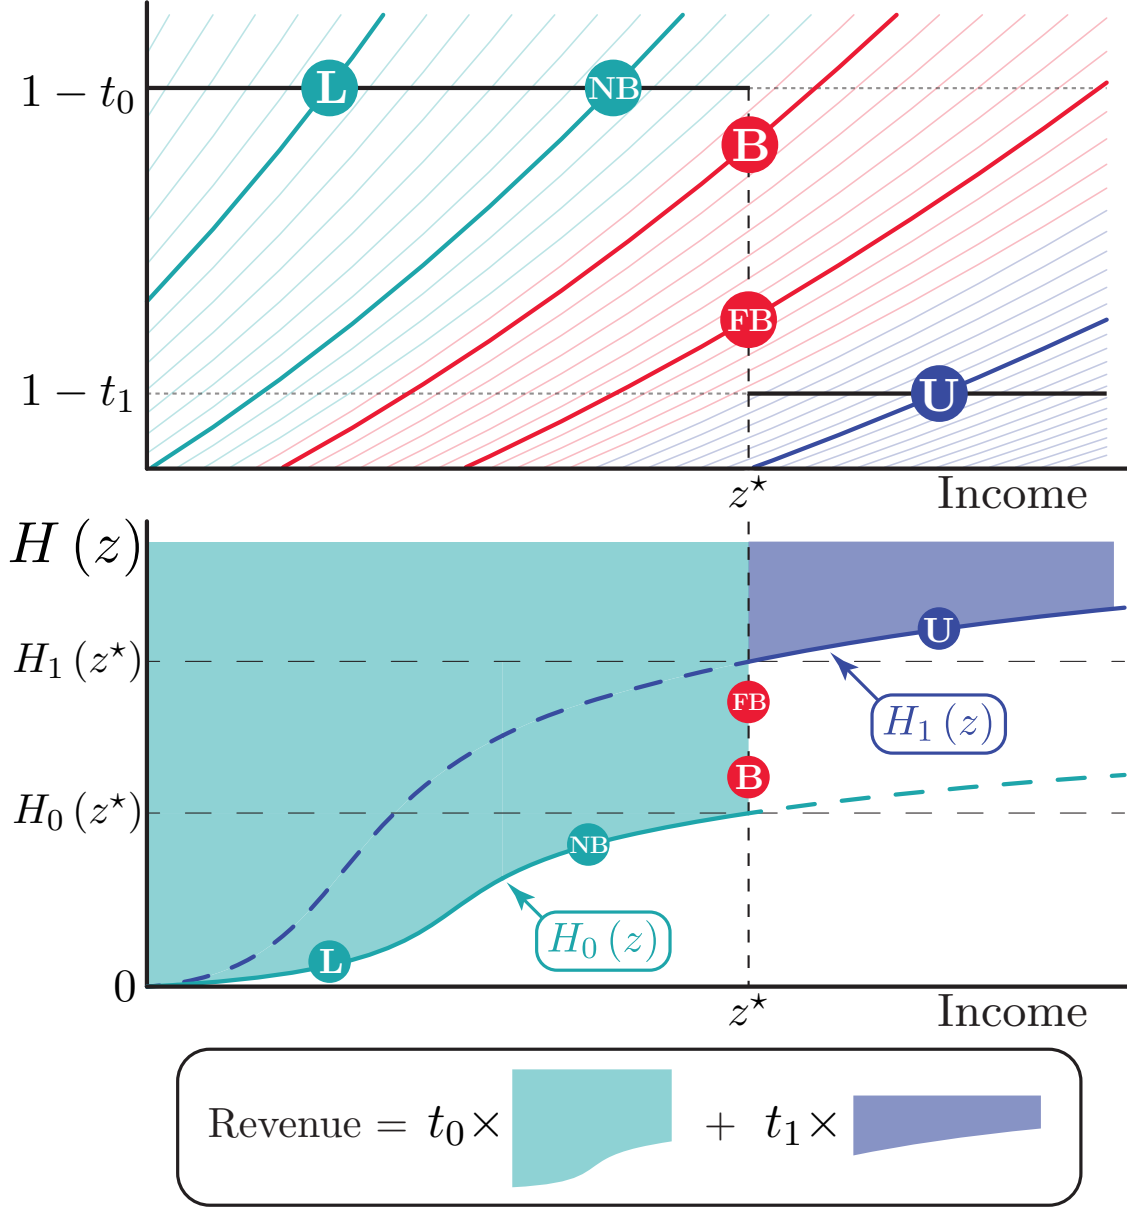 1 − t₀
L
NB
B
FB
1 − t₁
U
z⋆
Income
H (z)
U
H₁ (z⋆)
FB
H₁ (z)
B
H₀ (z⋆)
NB
H₀ (z)
L
0
z⋆
Income
Revenue = t₀× + t₁×